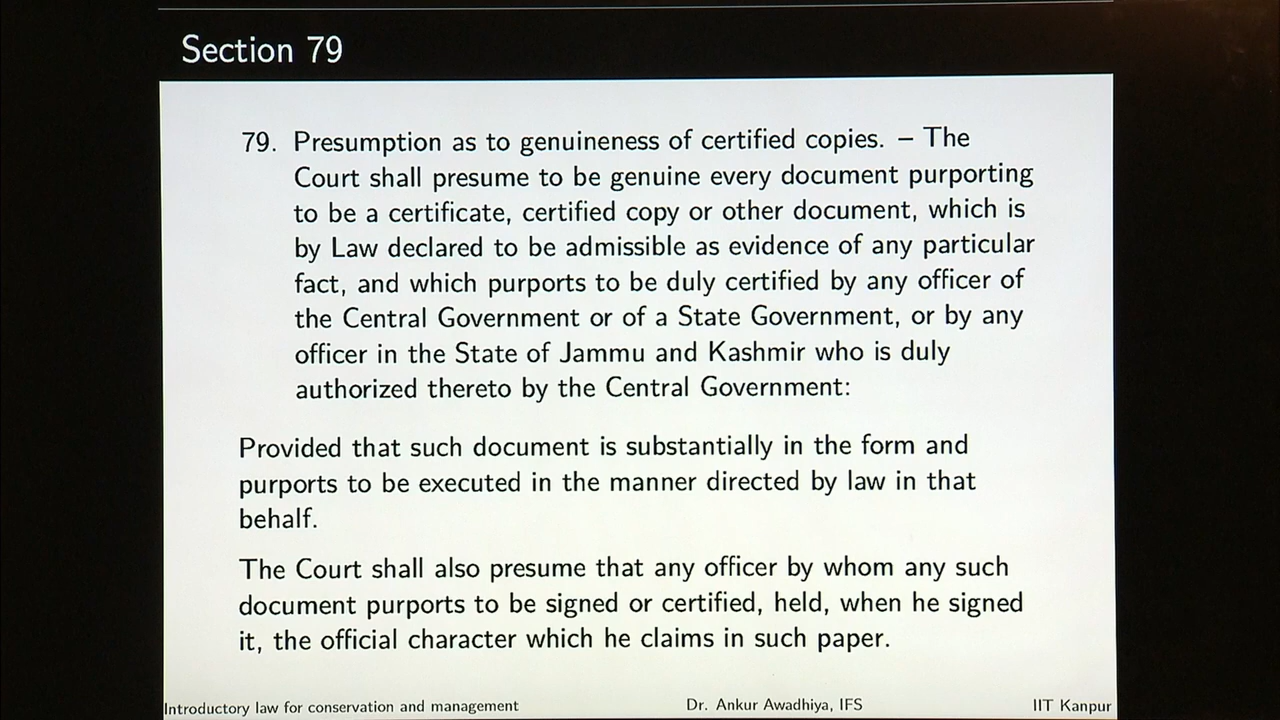 Section 79
79. Presumption as to genuineness of certified copies. – The
Court shall presume to be genuine every document purporting
to be a certificate, certified copy or other document, which is
by Law declared to be admissible as evidence of any particular
fact, and which purports to be duly certified by any officer of
the Central Government or of a State Government, or by any
officer in the State of Jammu and Kashmir who is duly
authorized thereto by the Central Government:
Provided that such document is substantially in the form and
purports to be executed in the manner directed by law in that
behalf.
The Court shall also presume that any officer by whom any such
document purports to be signed or certified, held, when he signed
it, the official character which he claims in such paper.
Introductory law for conservation and management Dr. Ankur Awadhiya, IFS IIT Kanpur